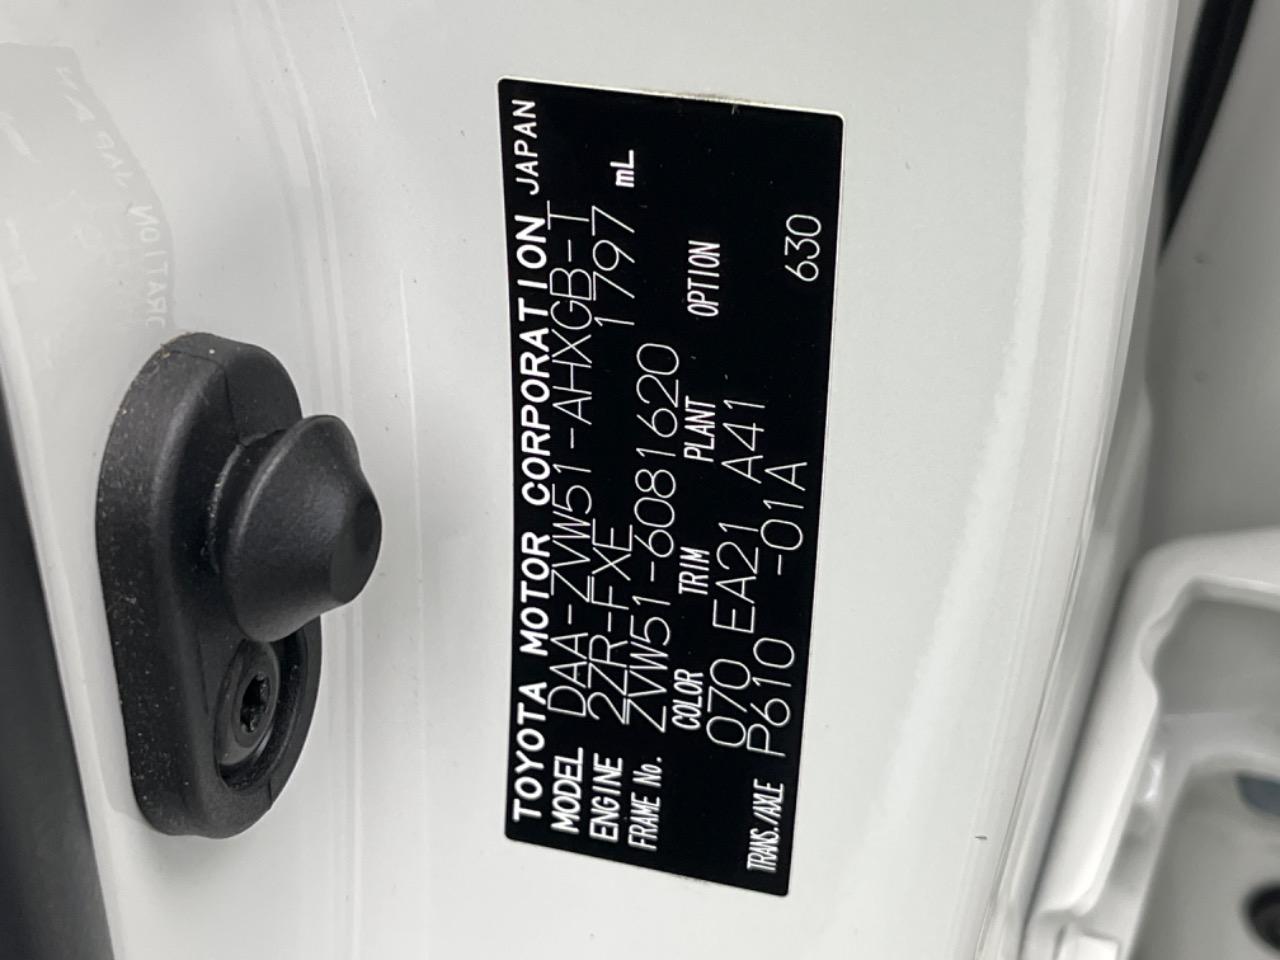 TOYOTA MOTOR CORPORATION JAPAN
MODEL DAA-ZVW51-AHXGB-T
ENGINE 2ZR-FXE 1797 mL
FRAME No. ZVW51-6081620
COLOR TRIM PLANT OPTION
070 EA21 A41
TRANS./AXLE P610 -01A 630